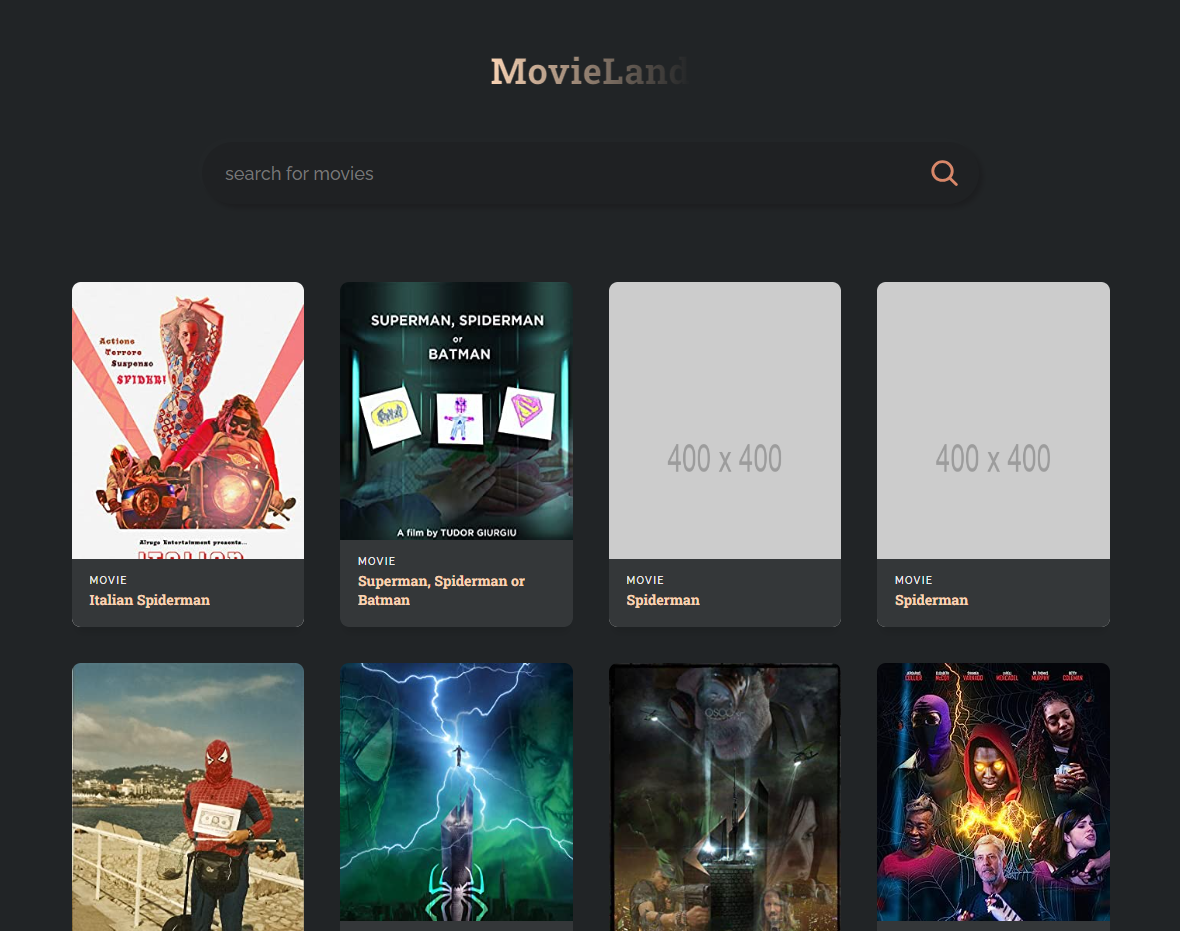 MovieLand
search for movies
Actione
Terrore
Suspenso
SPIDER!
Alrugo Entertainment presents...
ITALIAN
MOVIE
Italian Spiderman
SUPERMAN, SPIDERMAN
or
BATMAN
A film by TUDOR GIURGIU
MOVIE
Superman, Spiderman or
Batman
400 x 400
MOVIE
Spiderman
400 x 400
MOVIE
Spiderman